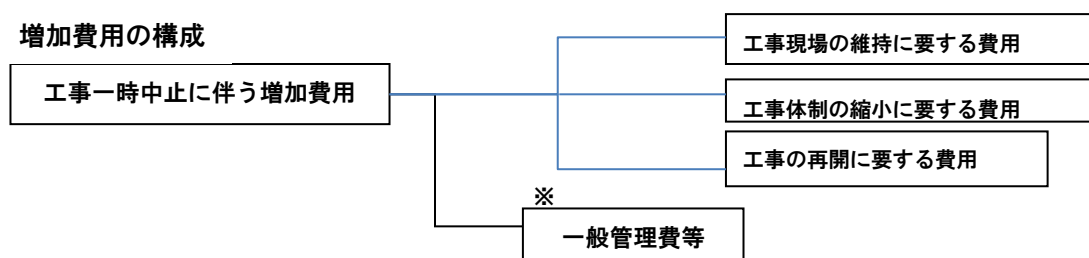 増加費用の構成
工事現場の維持に要する費用
工事一時中止に伴う増加費用
工事体制の縮小に要する費用
工事の再開に要する費用
※
一般管理費等